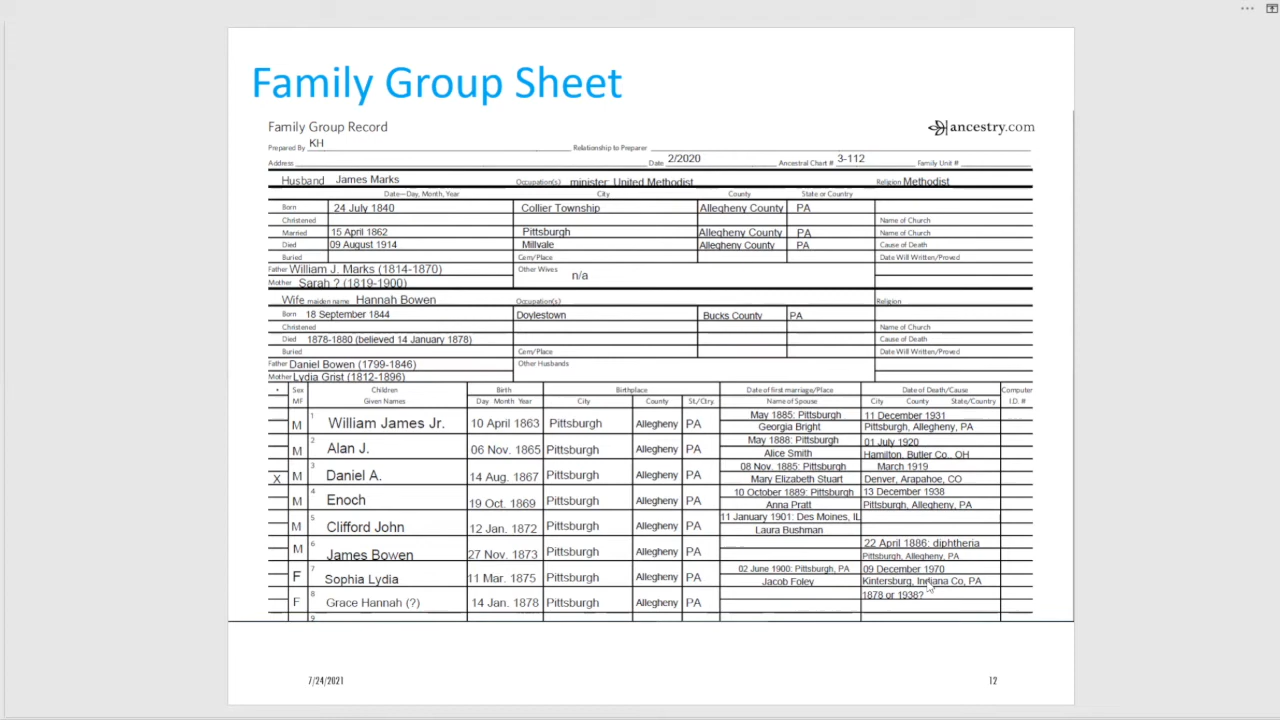 Family Group Sheet
Family Group Record ancestry.com
Prepared By KH Relationship to Preparer
Address Date 2/2020 Ancestral Chart # 3-112 Family Unit #
Husband James Marks Occupation(s) minister: United Methodist Religion Methodist
Date—Day, Month, Year City County State or Country
Born 24 July 1840 Collier Township Allegheny County PA
Christened Name of Church
Married 15 April 1862 Pittsburgh Allegheny County PA Name of Church
Died 09 August 1914 Millvale Allegheny County PA Cause of Death
Buried Cem/Place Date Will Written/Proved
Father William J. Marks (1814-1870) Other Wives n/a
Mother Sarah ? (1819-1900)
Wife maiden name Hannah Bowen Occupation(s) Religion
Born 18 September 1844 Doylestown Bucks County PA
Christened Name of Church
Died 1878-1880 (believed 14 January 1878) Cause of Death
Buried Cem/Place Date Will Written/Proved
Father Daniel Bowen (1799-1846) Other Husbands
Mother Lydia Grist (1812-1896)
• Sex Children Birth Birthplace Date of first marriage/Place Date of Death/Cause Computer
MF Given Names Day Month Year City County St./Ctry. Name of Spouse City County State/Country I.D. #
May 1885: Pittsburgh 11 December 1931
M 1 William James Jr. 10 April 1863 Pittsburgh Allegheny PA Georgia Bright Pittsburgh, Allegheny, PA
May 1888: Pittsburgh 01 July 1920
M 2 Alan J. 06 Nov. 1865 Pittsburgh Allegheny PA Alice Smith Hamilton, Butler Co., OH
08 Nov. 1885: Pittsburgh March 1919
X M 3 Daniel A. 14 Aug. 1867 Pittsburgh Allegheny PA Mary Elizabeth Stuart Denver, Arapahoe, CO
10 October 1889: Pittsburgh 13 December 1938
M 4 Enoch 19 Oct. 1869 Pittsburgh Allegheny PA Anna Pratt Pittsburgh, Allegheny, PA
11 January 1901: Des Moines, IL
M 5 Clifford John 12 Jan. 1872 Pittsburgh Allegheny PA Laura Bushman
22 April 1886: diphtheria
M 6 James Bowen 27 Nov. 1873 Pittsburgh Allegheny PA Pittsburgh, Allegheny, PA
02 June 1900: Pittsburgh, PA 09 December 1970
F 7 Sophia Lydia 11 Mar. 1875 Pittsburgh Allegheny PA Jacob Foley Kintersburg, Indiana Co, PA
1878 or 1938?
F 8 Grace Hannah (?) 14 Jan. 1878 Pittsburgh Allegheny PA
9
7/24/2021 12